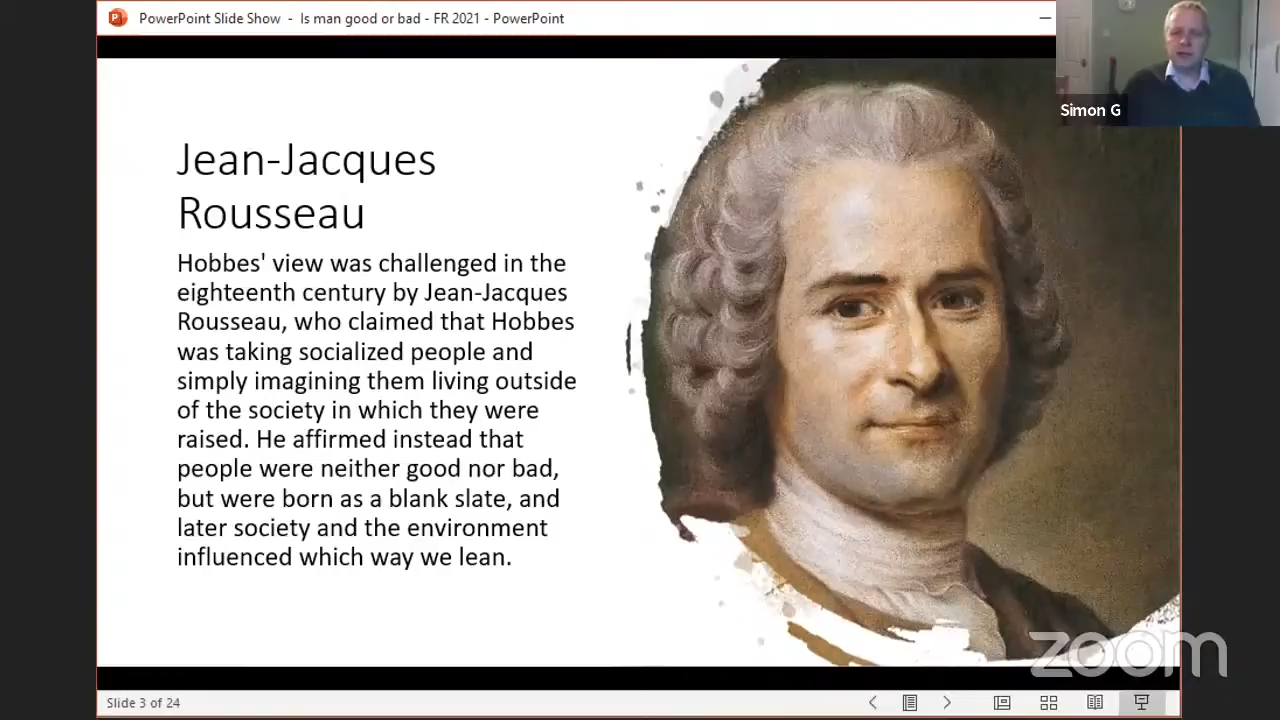 PowerPoint Slide Show - Is man good or bad - FR 2021 - PowerPoint
Simon G
Jean-Jacques
Rousseau
Hobbes' view was challenged in the
eighteenth century by Jean-Jacques
Rousseau, who claimed that Hobbes
was taking socialized people and
simply imagining them living outside
of the society in which they were
raised. He affirmed instead that
people were neither good nor bad,
but were born as a blank slate, and
later society and the environment
influenced which way we lean.
zoom
Slide 3 of 24